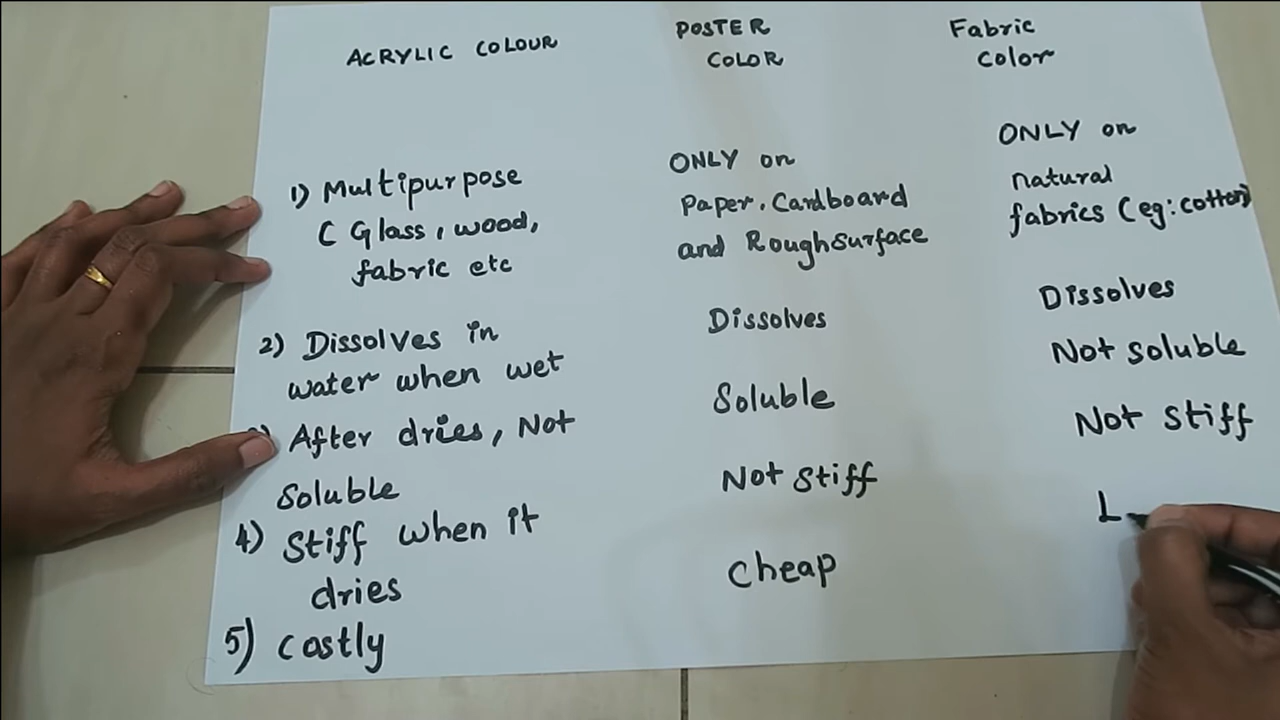 ACRYLIC COLOUR
1) Multipurpose
( Glass, wood,
fabric etc
2) Dissolves in
water when wet
After dries, Not
soluble
4) Stiff when it
dries
5) Costly
POSTER
COLOR
ONLY on
Paper, Cardboard
and Rough surface
Dissolves
Soluble
Not stiff
Cheap
Fabric
Color
ONLY on
natural
fabrics (eg: cotton)
Dissolves
Not soluble
Not stiff
L